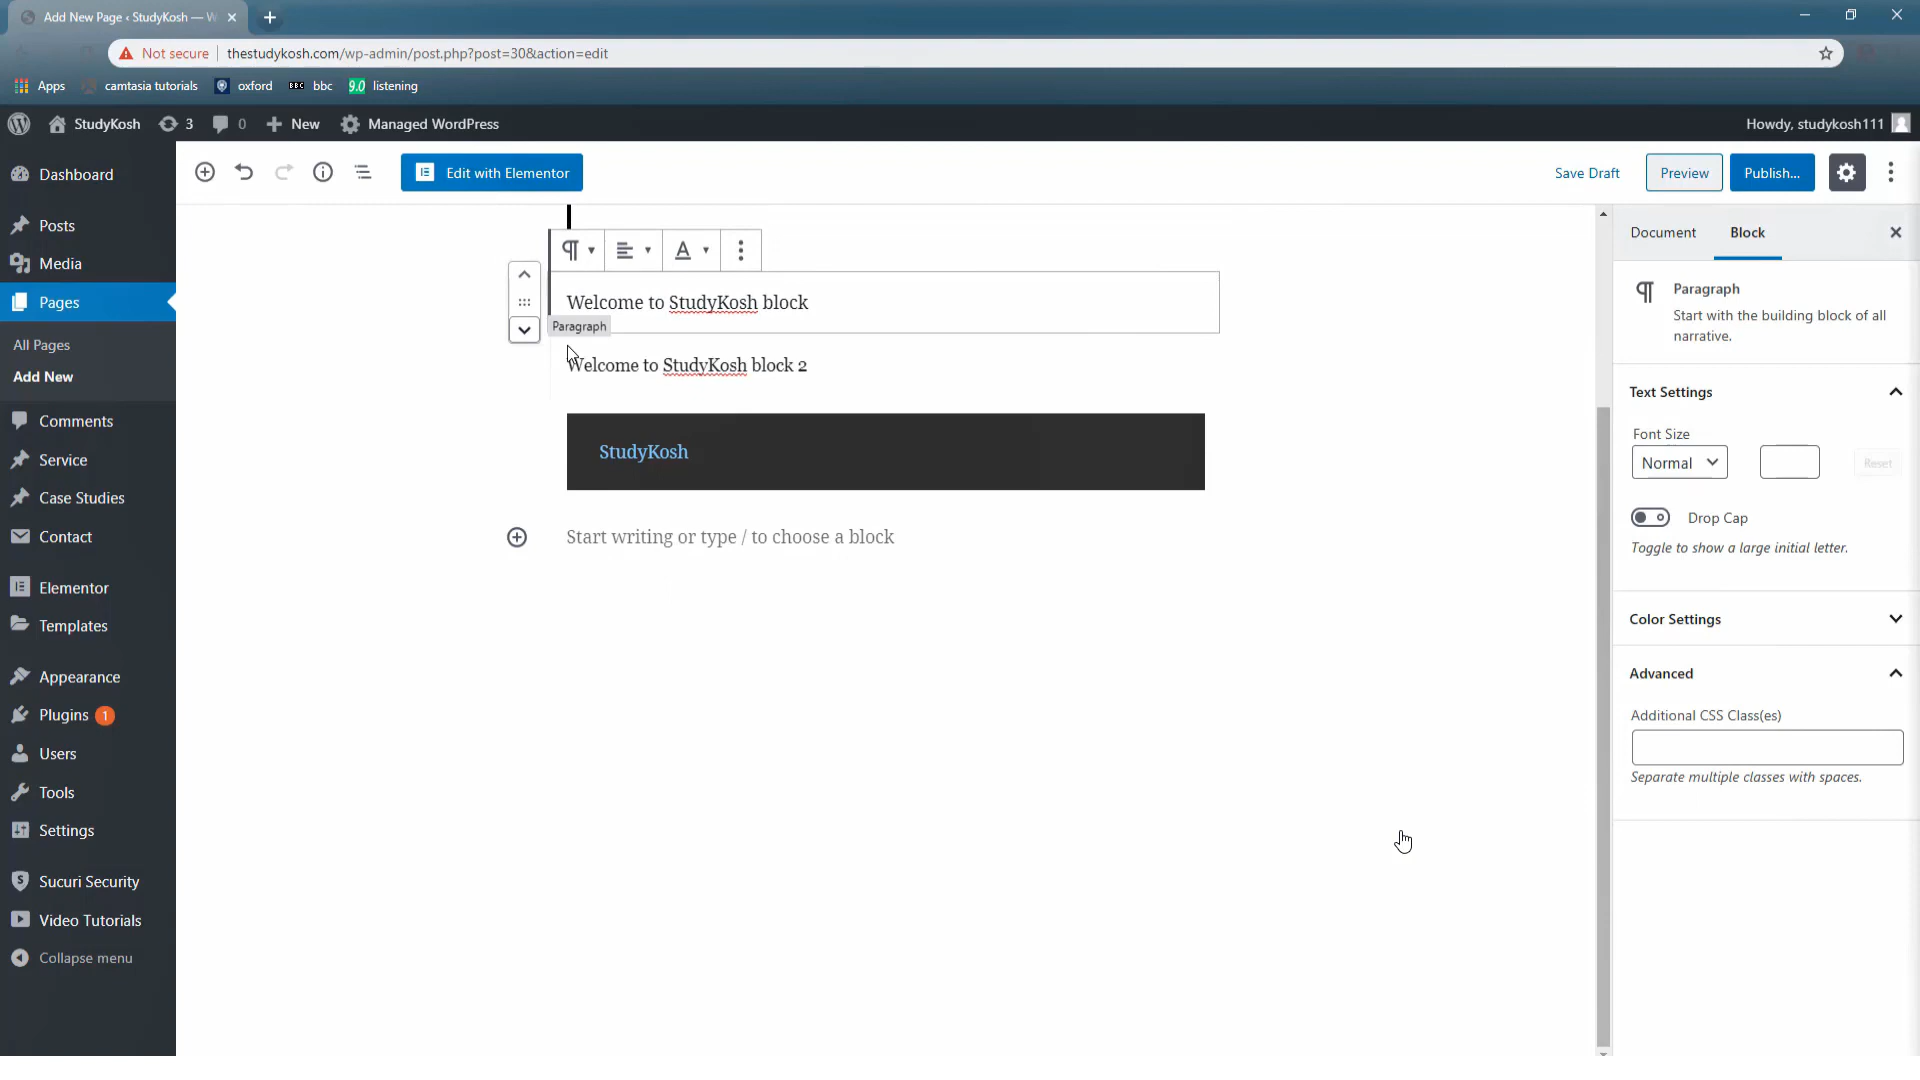 Add New Page ‹ StudyKosh — W
Not secure
thestudykosh.com/wp-admin/post.php?post=30&action=edit
Apps
camtasia tutorials
oxford
BBC bbc
9.0 listening
StudyKosh
3
0
New
Managed WordPress
Howdy, studykosh111
Dashboard
Posts
Media
Pages
All Pages
Add New
Comments
Service
Case Studies
Contact
Elementor
Templates
Appearance
Plugins 1
Users
Tools
Settings
Sucuri Security
Video Tutorials
Collapse menu
Edit with Elementor
Save Draft
Preview
Publish...
Welcome to StudyKosh block
Paragraph
Welcome to StudyKosh block 2
StudyKosh
Start writing or type / to choose a block
Document
Block
Paragraph
Start with the building block of all
narrative.
Text Settings
Font Size
Normal
Reset
Drop Cap
Toggle to show a large initial letter.
Color Settings
Advanced
Additional CSS Class(es)
Separate multiple classes with spaces.